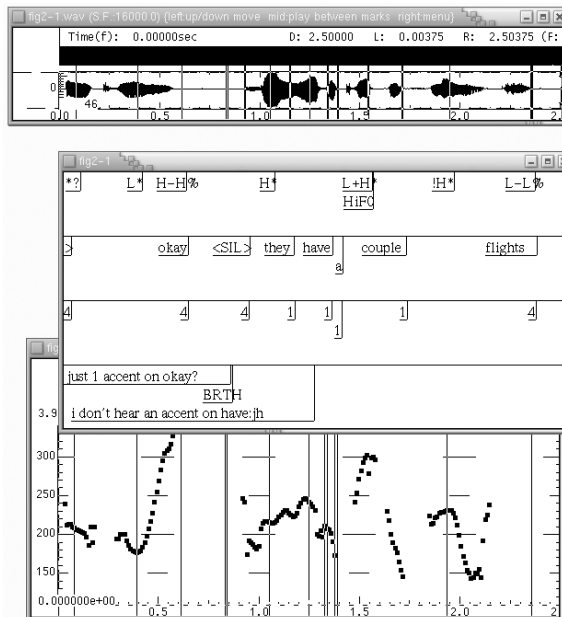 fig2-1.wav (S.F.:16000.0) {left:up/down move mid:play between marks right:menu}
Time(f): 0.00000sec D: 2.50000 L: 0.00375 R: 2.50375 (F:
0
46
0.0 0.5 1.0 1.5 2.0 2.
fig2-1
*? L* H-H% H* L+H* !H* L-L%
HiF0
> okay <SIL> they have couple flights
a
4 4 4 1 1 1 4
1
fig
just 1 accent on okay?
BRTH
3.9
i don't hear an accent on have:jh
300
250
200
150
100
0.000000e+00
0.5 1.0 1.5 2.0 2.